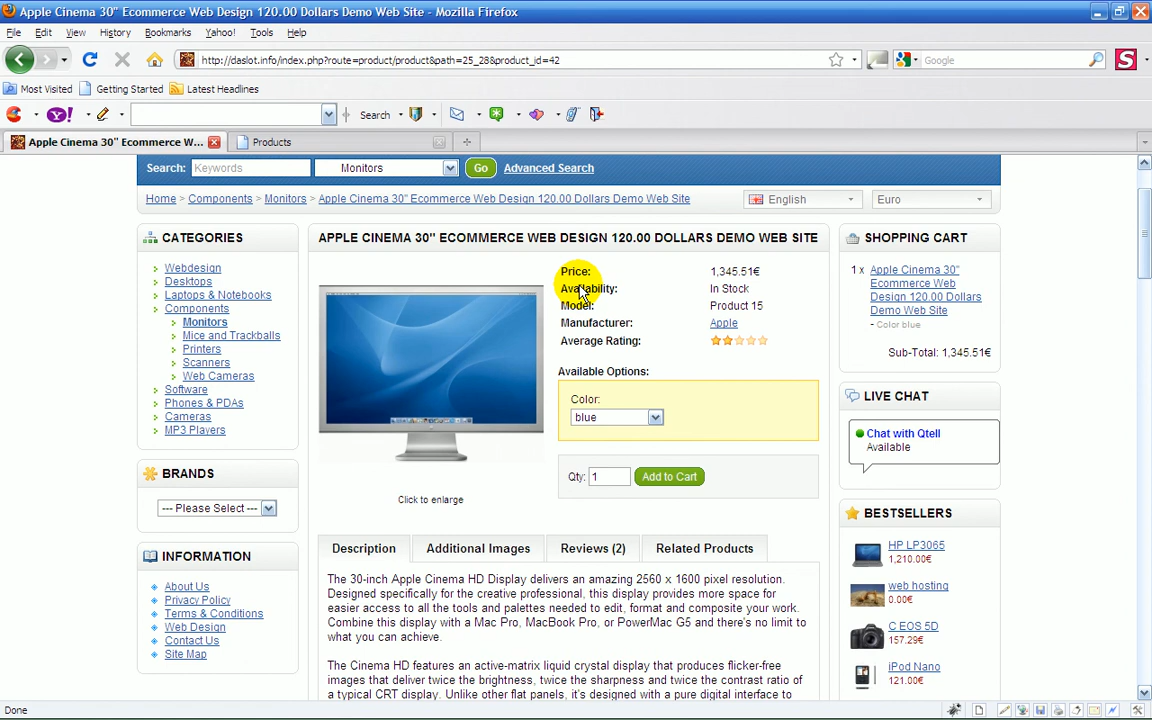 Apple Cinema 30" Ecommerce Web Design 120.00 Dollars Demo Web Site - Mozilla Firefox
File Edit View History Bookmarks Yahoo! Tools Help
http://daslot.info/index.php?route=product/product&path=25_28&product_id=42
Google
S
Most Visited Getting Started Latest Headlines
Y! Search
Apple Cinema 30" Ecommerce W... Products
Search: Keywords Monitors Go Advanced Search
Home > Components > Monitors > Apple Cinema 30" Ecommerce Web Design 120.00 Dollars Demo Web Site
English Euro
CATEGORIES
Webdesign
Desktops
Laptops & Notebooks
Components
Monitors
Mice and Trackballs
Printers
Scanners
Web Cameras
Software
Phones & PDAs
Cameras
MP3 Players
BRANDS
--- Please Select ---
INFORMATION
About Us
Privacy Policy
Terms & Conditions
Web Design
Contact Us
Site Map
APPLE CINEMA 30" ECOMMERCE WEB DESIGN 120.00 DOLLARS DEMO WEB SITE
Click to enlarge
Price: 1,345.51€
Availability: In Stock
Model: Product 15
Manufacturer: Apple
Average Rating:
Available Options:
Color:
blue
Qty: 1 Add to Cart
Description Additional Images Reviews (2) Related Products
The 30-inch Apple Cinema HD Display delivers an amazing 2560 x 1600 pixel resolution.
Designed specifically for the creative professional, this display provides more space for
easier access to all the tools and palettes needed to edit, format and composite your work.
Combine this display with a Mac Pro, MacBook Pro, or PowerMac G5 and there's no limit to
what you can achieve.
The Cinema HD features an active-matrix liquid crystal display that produces flicker-free
images that deliver twice the brightness, twice the sharpness and twice the contrast ratio of
a typical CRT display. Unlike other flat panels, it's designed with a pure digital interface to
SHOPPING CART
1 x Apple Cinema 30"
Ecommerce Web
Design 120.00 Dollars
Demo Web Site
- Color blue
Sub-Total: 1,345.51€
LIVE CHAT
Chat with Qtell
Available
BESTSELLERS
HP LP3065
1,210.00€
web hosting
0.00€
C EOS 5D
157.29€
iPod Nano
121.00€
Done